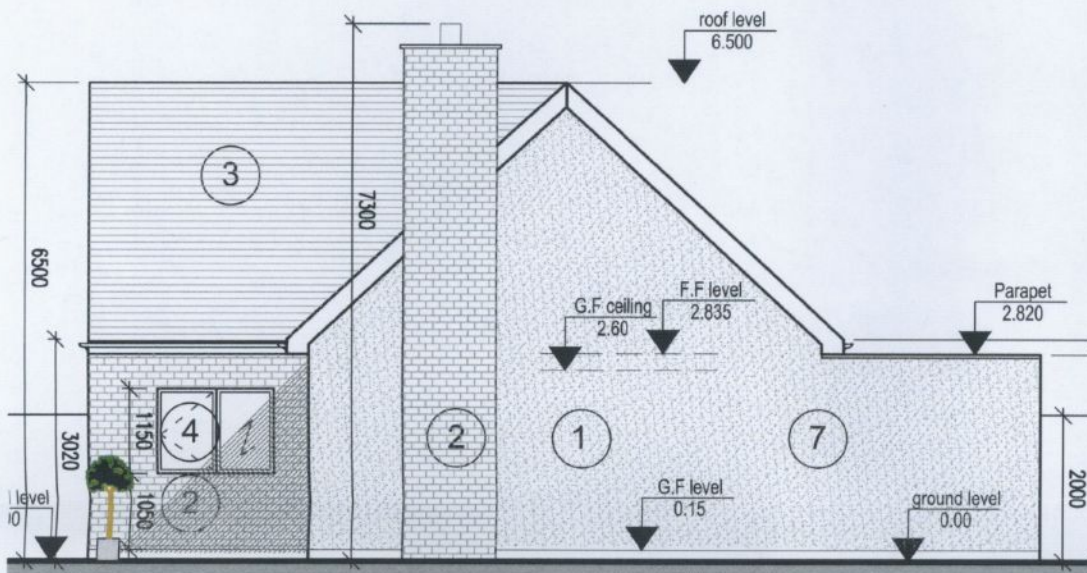 roof level
6.500
3
7300
6500
F.F level
2.835
G.F ceiling
2.60
Parapet
2.820
4
1150
2
1
7
3020
2
1050
G.F level
0.15
ground level
0.00
2000
level